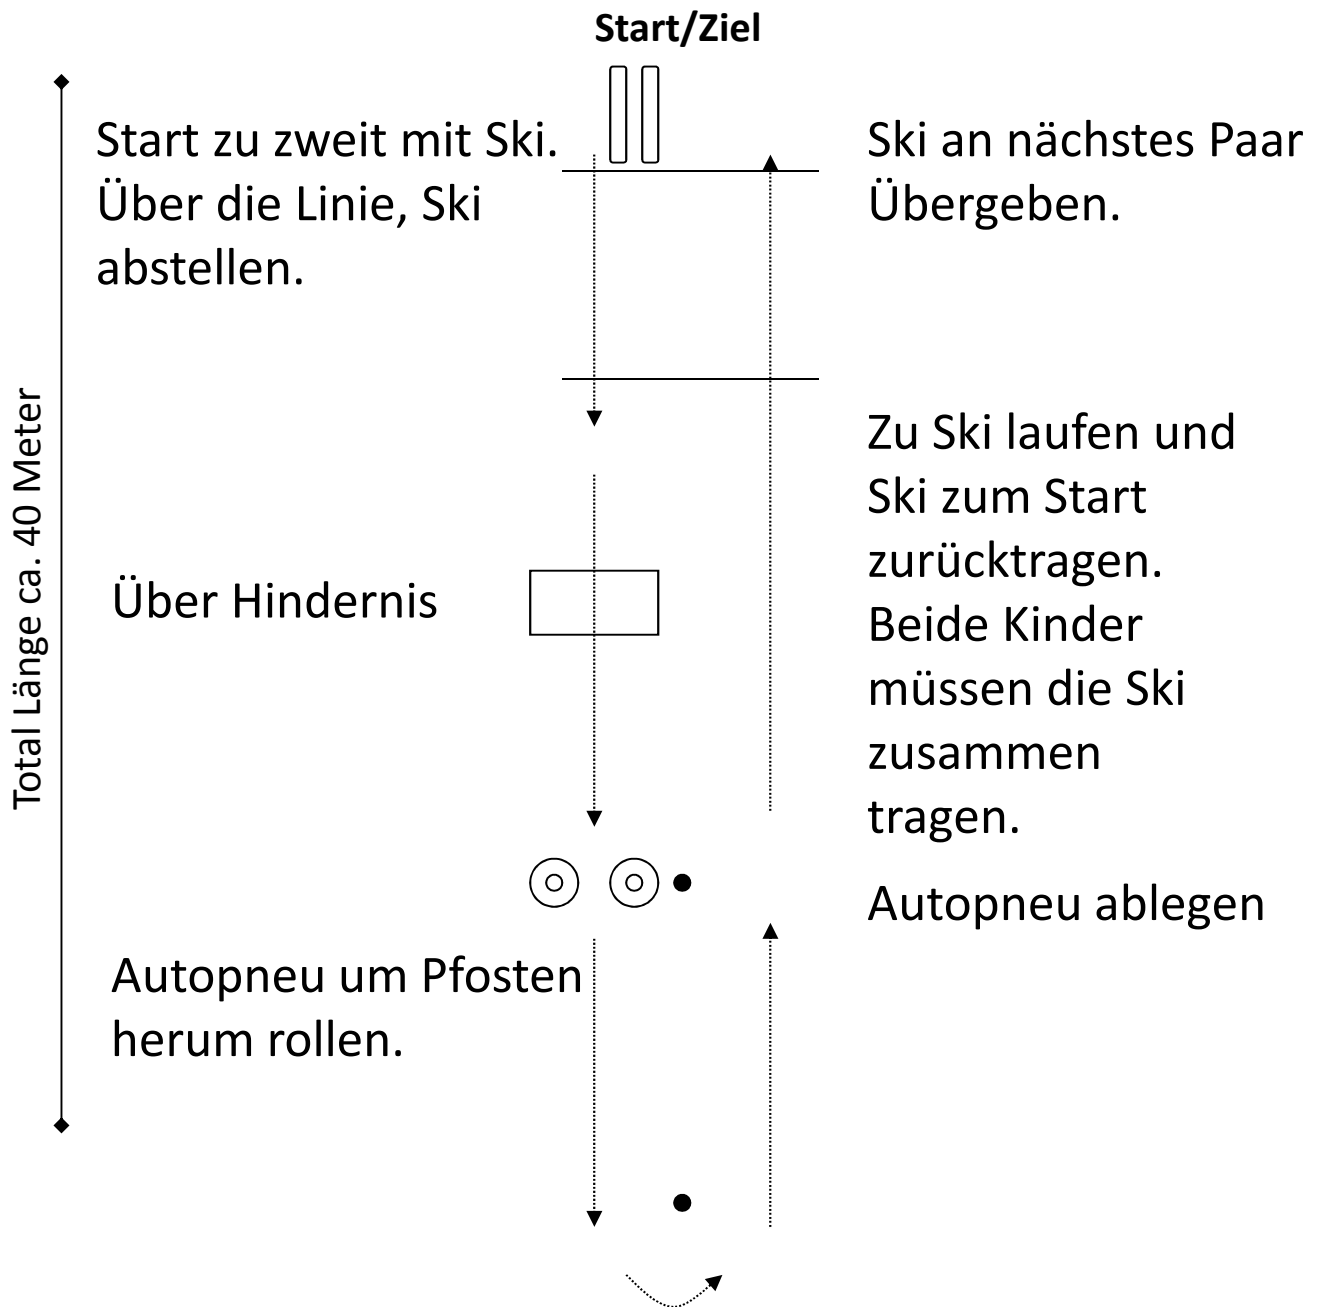 Start/Ziel
Start zu zweit mit Ski.
Über die Linie, Ski
abstellen.
Ski an nächstes Paar
Übergeben.
Total Länge ca. 40 Meter
Zu Ski laufen und
Ski zum Start
zurücktragen.
Beide Kinder
müssen die Ski
zusammen
tragen.
Über Hindernis
Autopneu ablegen
Autopneu um Pfosten
herum rollen.